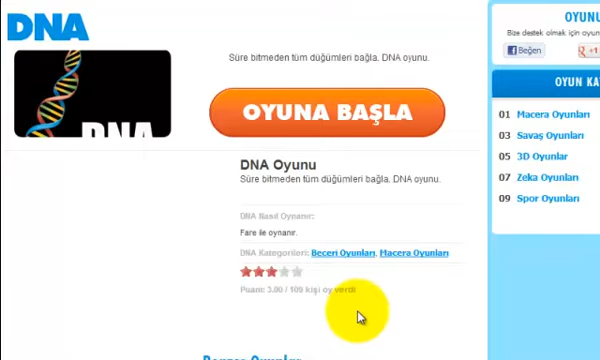 DNA
Süre bitmeden tüm düğümleri bağla. DNA oyunu.
DNA
OYUNA BAŞLA
DNA Oyunu
Süre bitmeden tüm düğümleri bağla, DNA oyunu.
DNA Nasıl Oynanır:
Fare ile oynanır.
DNA Kategorileri: Beceri Oyunları, Macera Oyunları
Puanı: 3.00 / 109 kişi oy verdi
OYUNU
Bize destek olmak için oyun
Beğen
+1
OYUN KA
01 Macera Oyunları
03 Savaş Oyunları
05 3D Oyunlar
07 Zeka Oyunları
09 Spor Oyunları